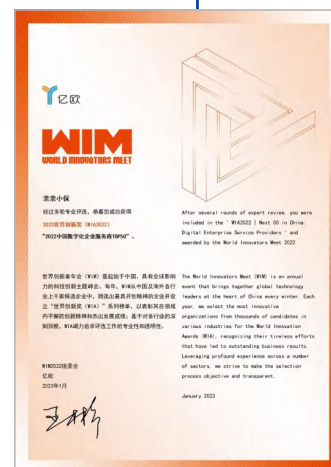 亿欧
WIM
WORLD INNOVATORS MEET
亲亲小保
经过多轮专业评选，恭喜您成功获得
2022世界创新奖（WIA2022）
“2022中国数字化企业服务商TOP50”。
After several rounds of expert review, you were
included in the ' WIA2022 | Next 50 in China:
Digital Enterprise Service Providers ' and
awarded by the World Innovators Meet 2022
世界创新者年会（WIM）是起始于中国，具有全球影响
力的科技创新主题峰会。每年，WIM从中国及海外各行
业上千家候选企业中，筛选出最具开创精神的企业并设
立“世界创新奖（WIA）”系列榜单，以表彰其在领域
内不懈的创新精神和杰出发展成绩；基于对各行业的深
刻洞察，WIA竭力追求评选工作的专业性和透明性。
The World Innovators Meet (WIM) is an annual
event that brings together global technology
leaders at the heart of China every winter. Each
year, we select the most innovative
organizations from thousands of candidates in
various industries for the World Innovation
Awards (WIA), recognizing their tireless efforts
that have led to outstanding business results.
Leveraging profound experience across a number
of sectors, we strive to make the selection
process objective and transparent.
WIM2022组委会
亿欧
2023年1月
January 2023